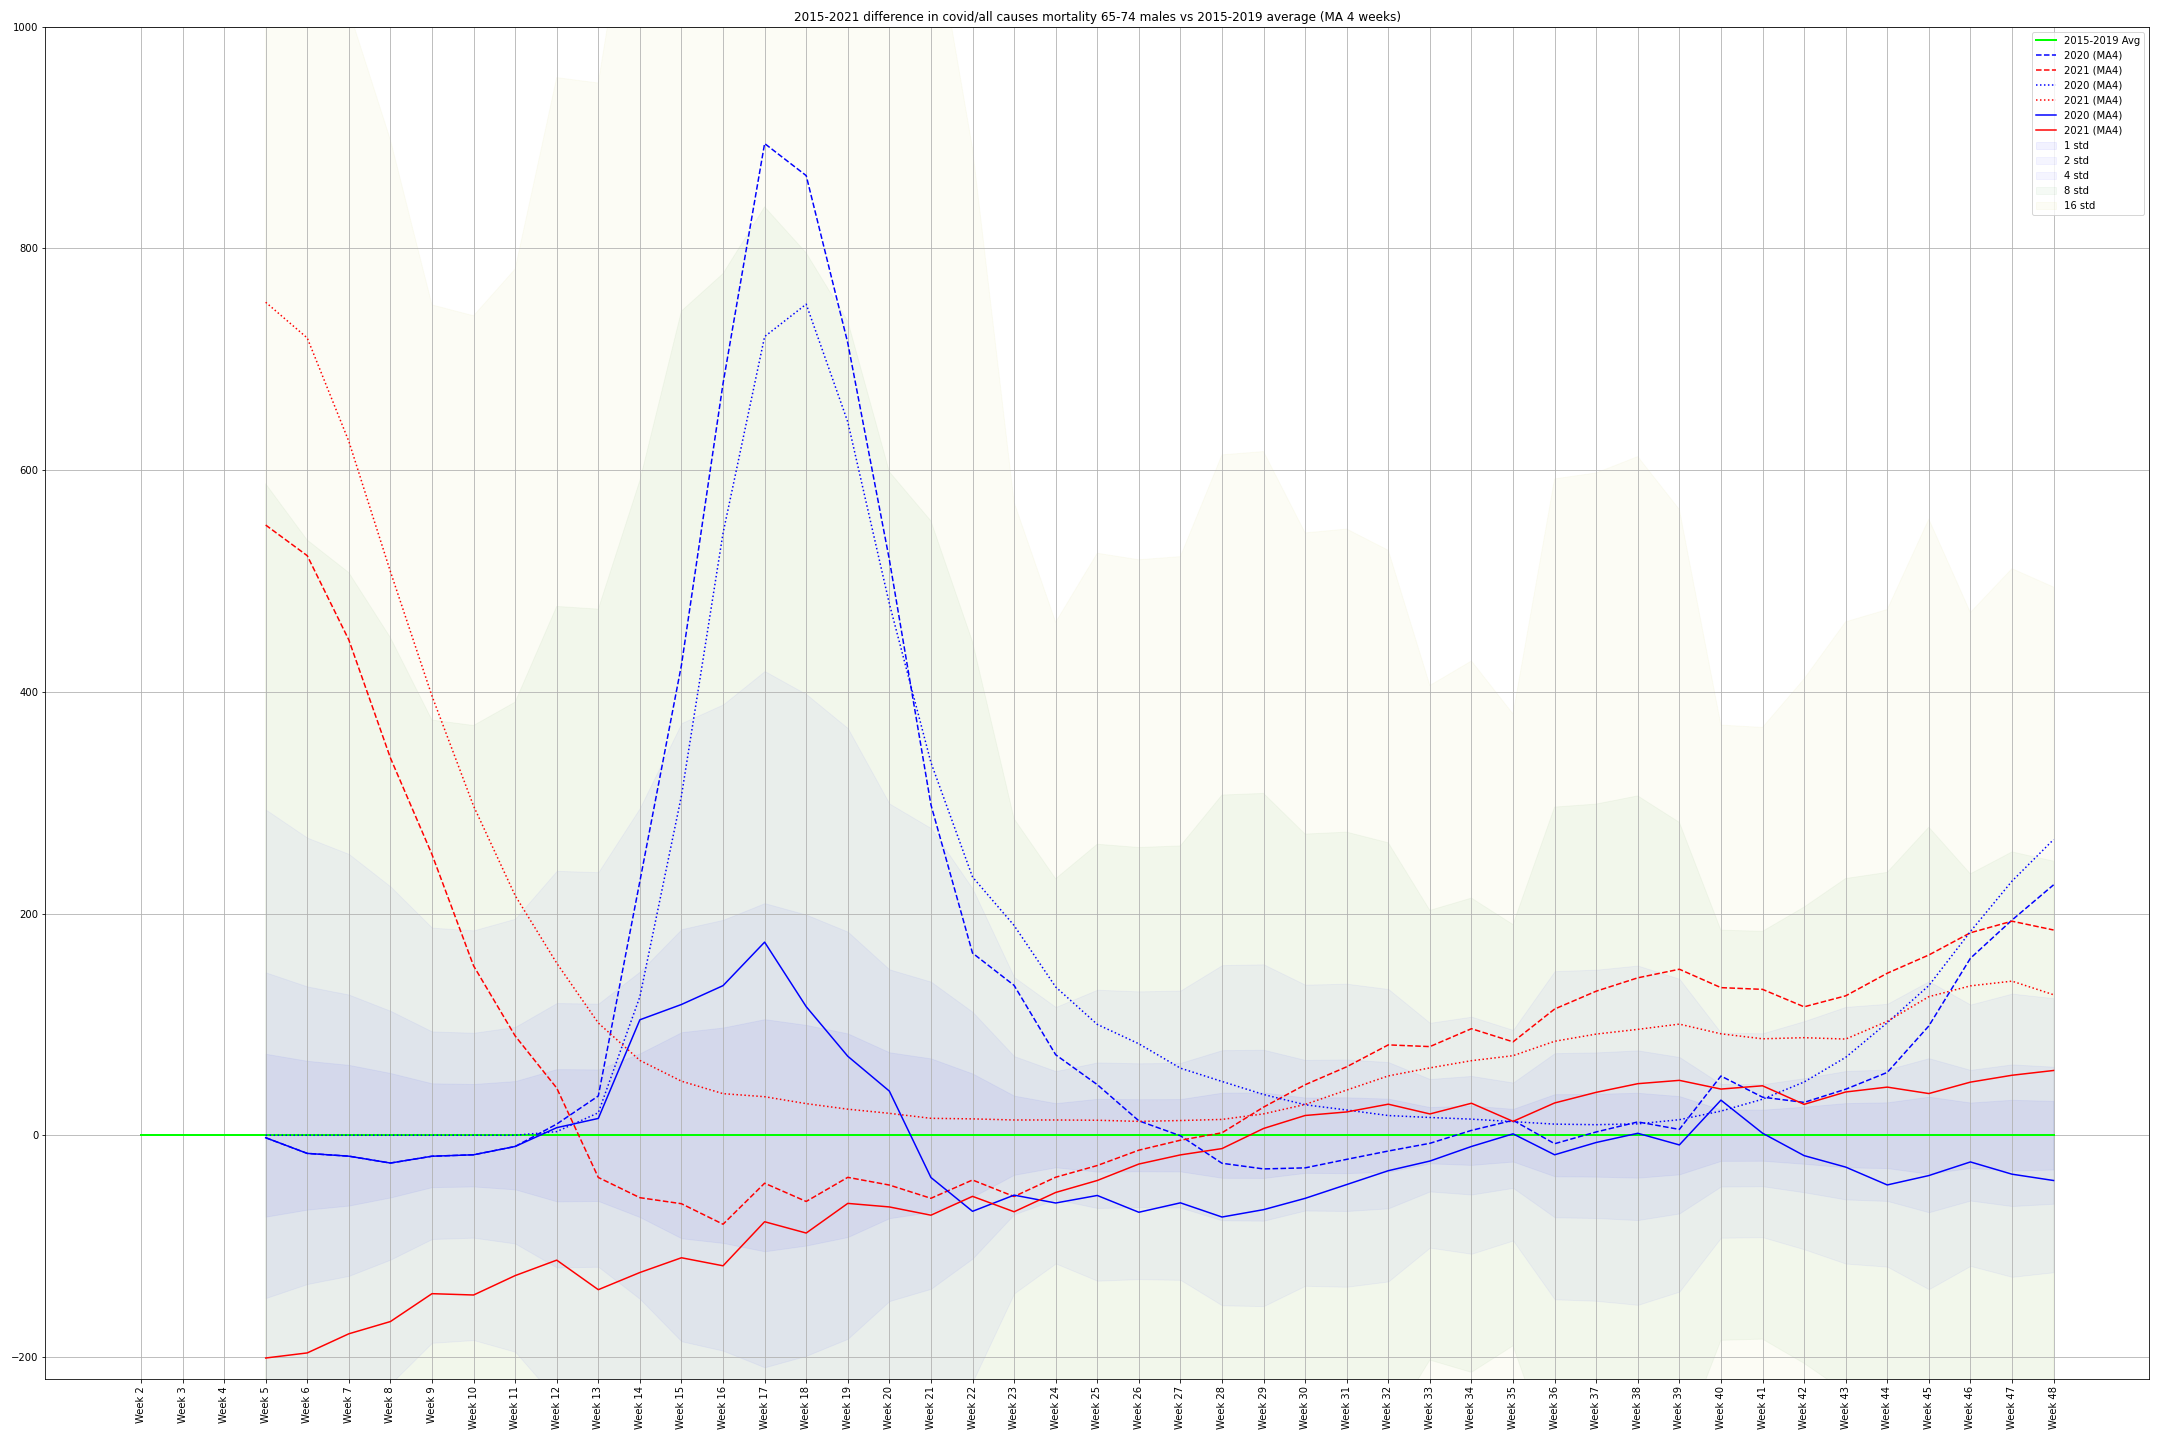 2015-2021 difference in covid/all causes mortality 65-74 males vs 2015-2019 average (MA 4 weeks)
1000
800
600
400
200
0
−200
2015-2019 Avg
2020 (MA4)
2021 (MA4)
2020 (MA4)
2021 (MA4)
2020 (MA4)
2021 (MA4)
1 std
2 std
4 std
8 std
16 std
Week 2
Week 3
Week 4
Week 5
Week 6
Week 7
Week 8
Week 9
Week 10
Week 11
Week 12
Week 13
Week 14
Week 15
Week 16
Week 17
Week 18
Week 19
Week 20
Week 21
Week 22
Week 23
Week 24
Week 25
Week 26
Week 27
Week 28
Week 29
Week 30
Week 31
Week 32
Week 33
Week 34
Week 35
Week 36
Week 37
Week 38
Week 39
Week 40
Week 41
Week 42
Week 43
Week 44
Week 45
Week 46
Week 47
Week 48